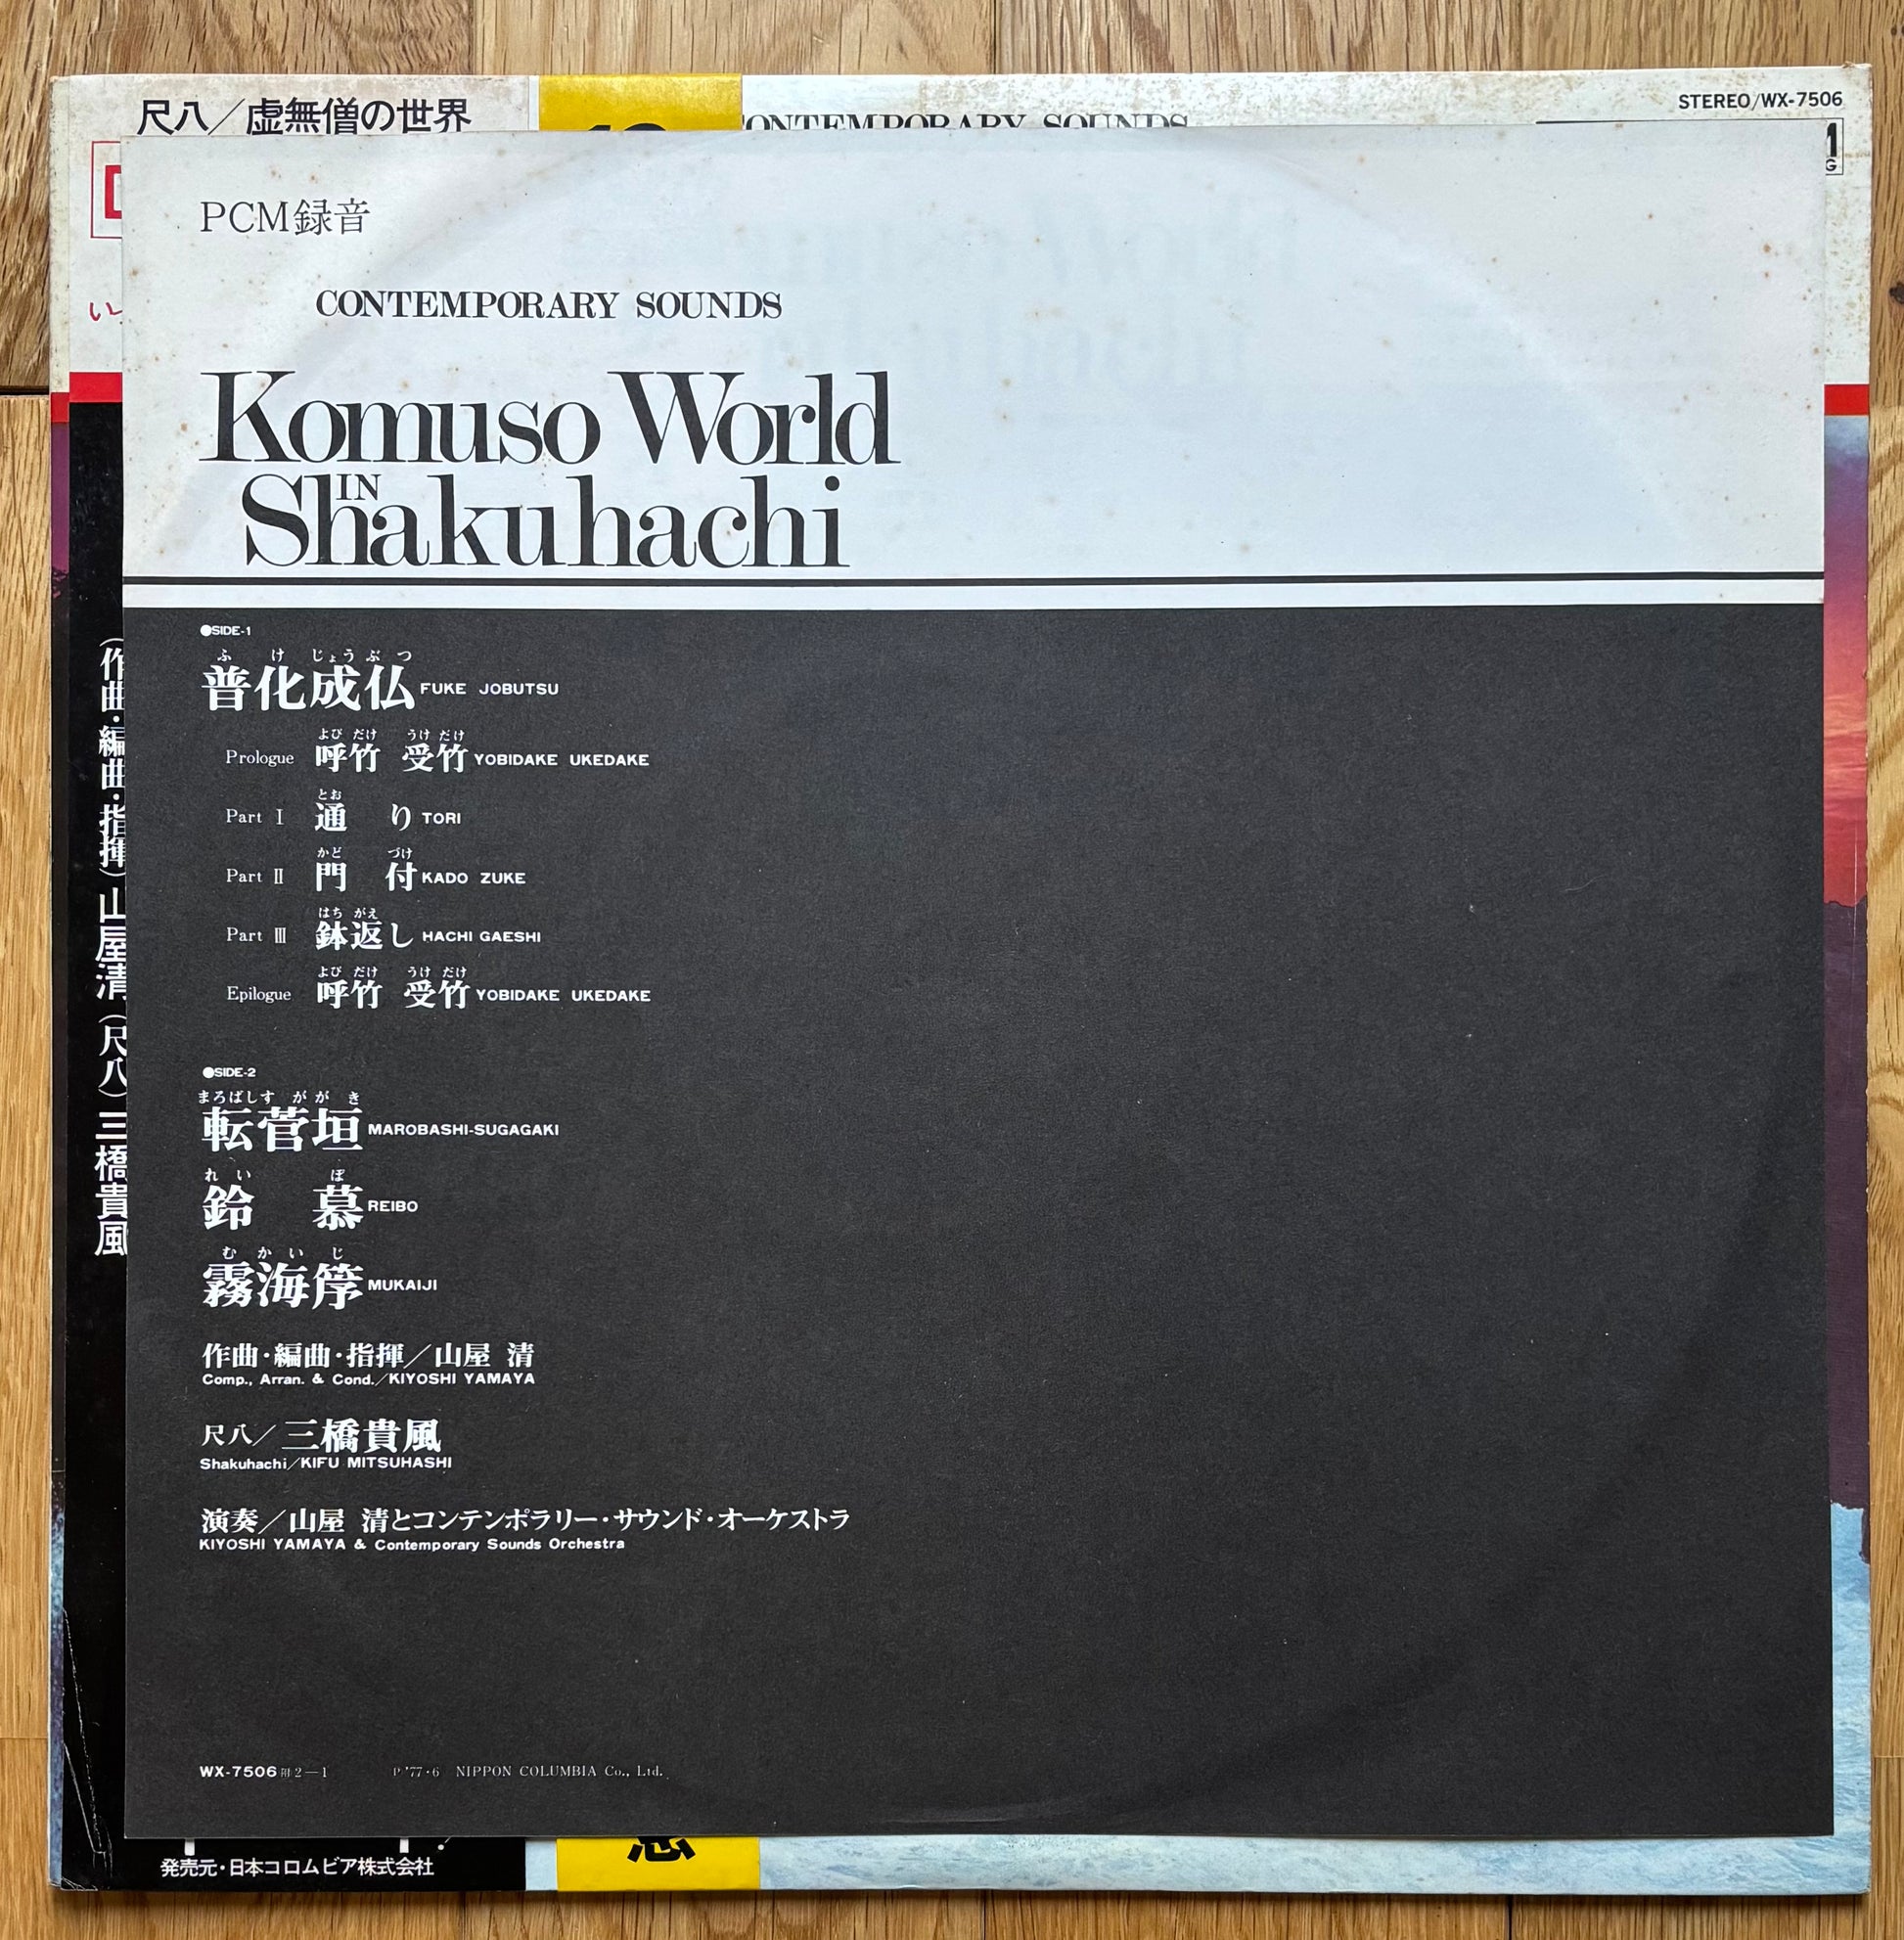 尺八／虚無僧の世界
CONTEMPORARY SOUNDS
STEREO/WX-7506
PCM録音
CONTEMPORARY SOUNDS
Komuso World
IN
Shakuhachi
●SIDE-1
ふ け じょう ぶ つ
普化成仏 FUKE JOBUTSU
よび だけ うけ だけ
Prologue 呼竹 受竹 YOBIDAKE UKEDAKE
とお
Part Ⅰ 通り TORI
かど づけ
Part Ⅱ 門付 KADO ZUKE
はち がえ
Part Ⅲ 鉢返し HACHI GAESHI
よび だけ うけ だけ
Epilogue 呼竹 受竹 YOBIDAKE UKEDAKE
●SIDE-2
まろばしす が が き
転菅垣 MAROBASHI-SUGAGAKI
れ い ぼ
鈴慕 REIBO
む か い じ
霧海箎 MUKAIJI
作曲・編曲・指揮／山屋 清
Comp., Arran. & Cond./KIYOSHI YAMAYA
尺八／三橋貴風
Shakuhachi/KIFU MITSUHASHI
演奏／山屋 清とコンテンポラリー・サウンド・オーケストラ
KIYOSHI YAMAYA & Contemporary Sounds Orchestra
WX-7506 附2—1 P '77・6 NIPPON COLUMBIA Co., Ltd.
(作曲・編曲・指揮)山屋清(尺八)三橋貴風
発売元・日本コロムビア株式会社